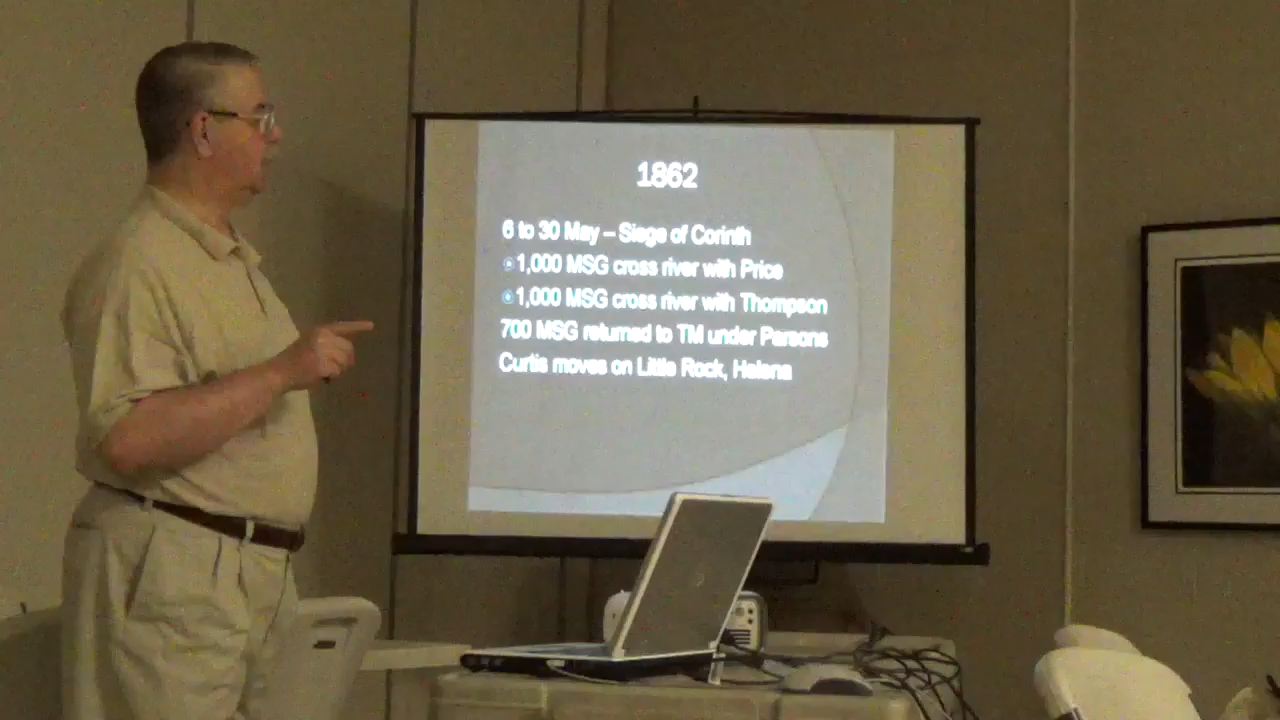 1862
6 to 30 May – Siege of Corinth
1,000 MSG cross river with Price
1,000 MSG cross river with Thompson
700 MSG returned to TM under Parsons
Curtis moves on Little Rock, Helena